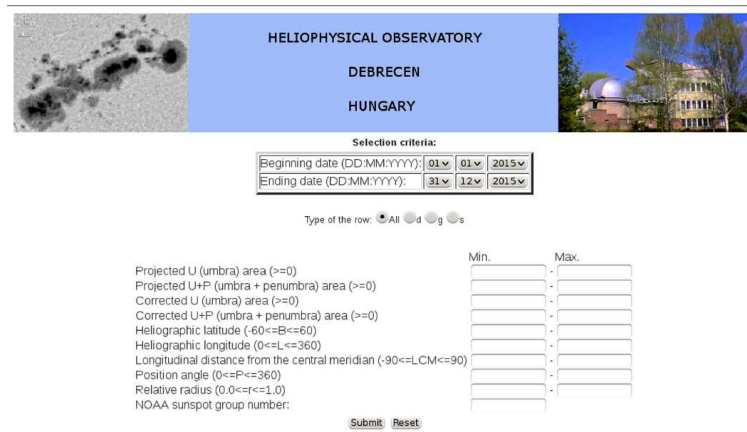 HELIOPHYSICAL OBSERVATORY
DEBRECEN
HUNGARY
Selection criteria:
Beginning date (DD:MM:YYYY): 01 01 2015
Ending date (DD:MM:YYYY): 31 12 2015
Type of the row: All d g s
Min. Max.
Projected U (umbra) area (>=0) -
Projected U+P (umbra + penumbra) area (>=0) -
Corrected U (umbra) area (>=0) -
Corrected U+P (umbra + penumbra) area (>=0) -
Heliographic latitude (-60<=B<=60) -
Heliographic longitude (0<=L<=360) -
Longitudinal distance from the central meridian (-90<=LCM<=90) -
Position angle (0<=P<=360) -
Relative radius (0.0<=r<=1.0) -
NOAA sunspot group number:
Submit Reset